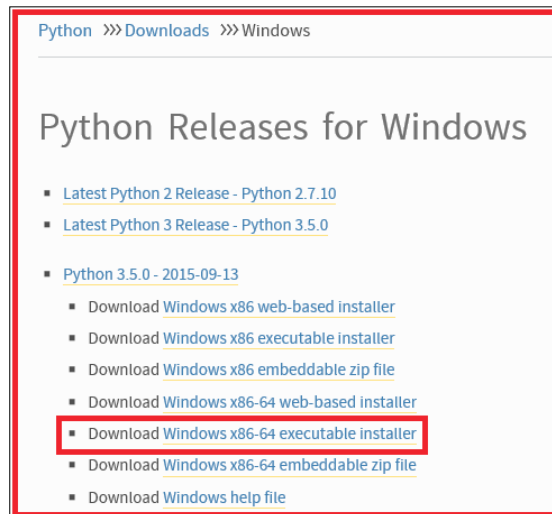 Python >>> Downloads >>> Windows
Python Releases for Windows
Latest Python 2 Release - Python 2.7.10
Latest Python 3 Release - Python 3.5.0
Python 3.5.0 - 2015-09-13
Download Windows x86 web-based installer
Download Windows x86 executable installer
Download Windows x86 embeddable zip file
Download Windows x86-64 web-based installer
Download Windows x86-64 executable installer
Download Windows x86-64 embeddable zip file
Download Windows help file